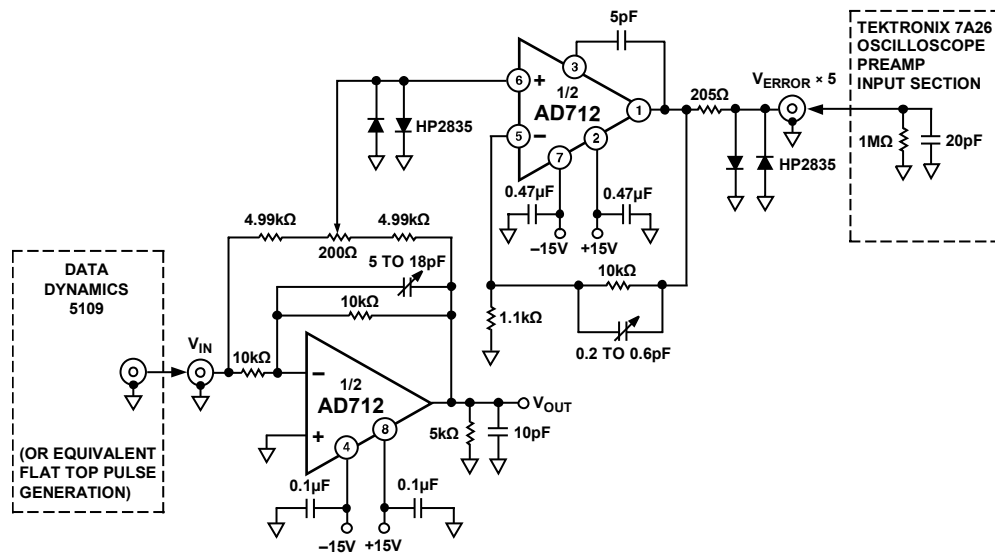 5pF
TEKTRONIX 7A26
OSCILLOSCOPE
PREAMP
INPUT SECTION
3
VERROR × 5
6
+
1/2
AD712
1
205Ω
HP2835
5
–
2
7
1MΩ
20pF
HP2835
0.47µF
0.47µF
4.99kΩ
4.99kΩ
200Ω
–15V
+15V
5 TO 18pF
10kΩ
DATA
DYNAMICS
5109
10kΩ
1.1kΩ
0.2 TO 0.6pF
VIN
10kΩ
–
1/2
AD712
VOUT
+
8
4
5kΩ
10pF
(OR EQUIVALENT
FLAT TOP PULSE
GENERATION)
0.1µF
0.1µF
–15V
+15V